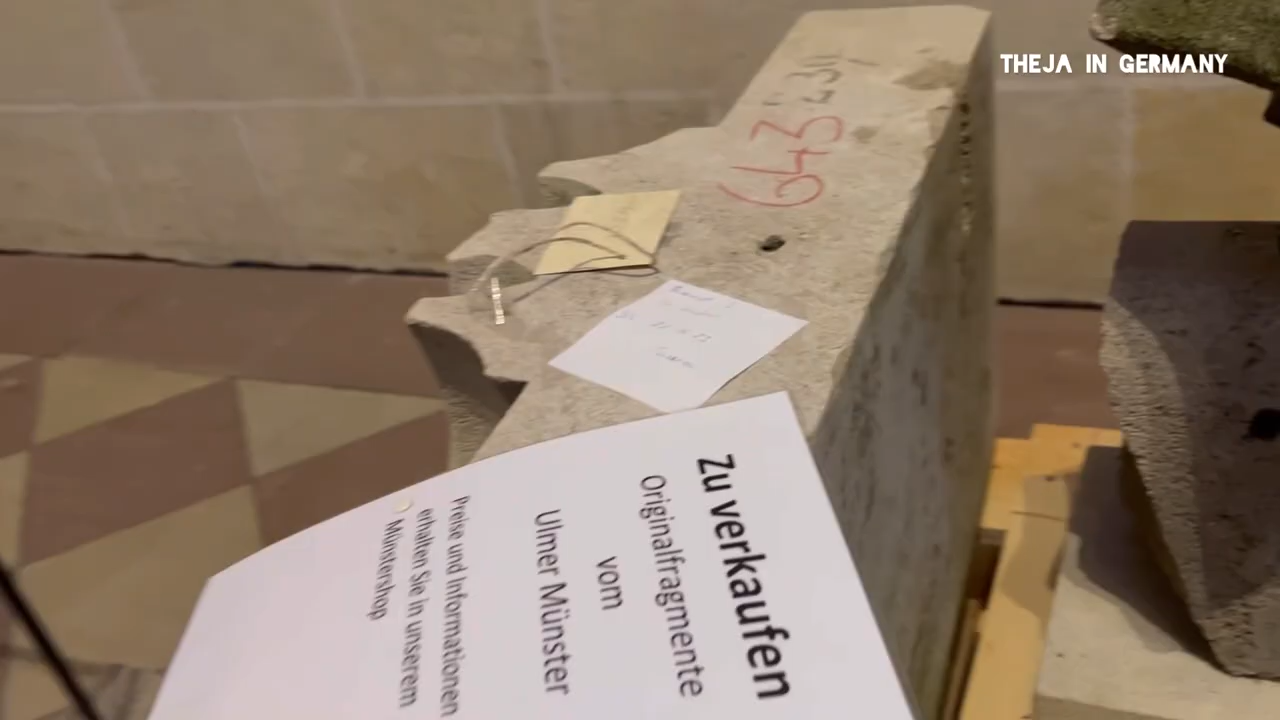 THEJA IN GERMANY
643
Zu verkaufen
Originalfragmente
vom
Ulmer Münster
Preise und Informationen
erhalten Sie in unserem
Münstershop